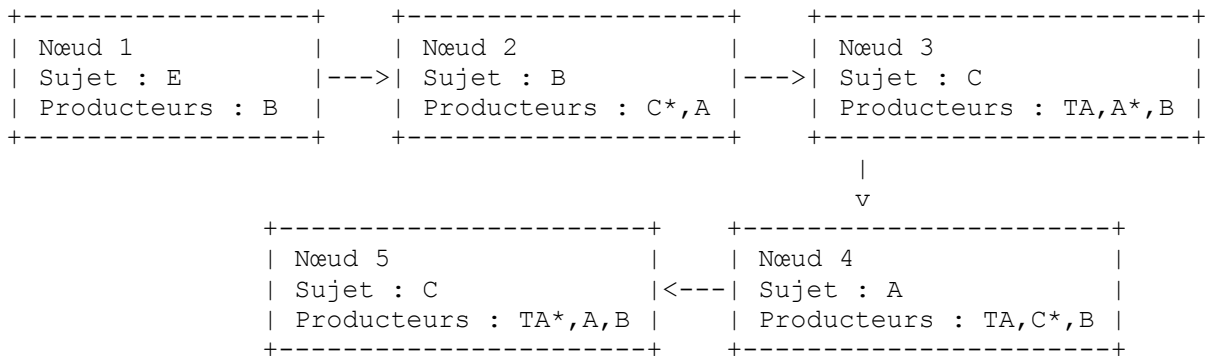 Nœud 1
Sujet : E
Producteurs : B
Nœud 2
Sujet : B
Producteurs : C*,A
Nœud 3
Sujet : C
Producteurs : TA,A*,B
Nœud 5
Sujet : C
Producteurs : TA*,A,B
Nœud 4
Sujet : A
Producteurs : TA,C*,B